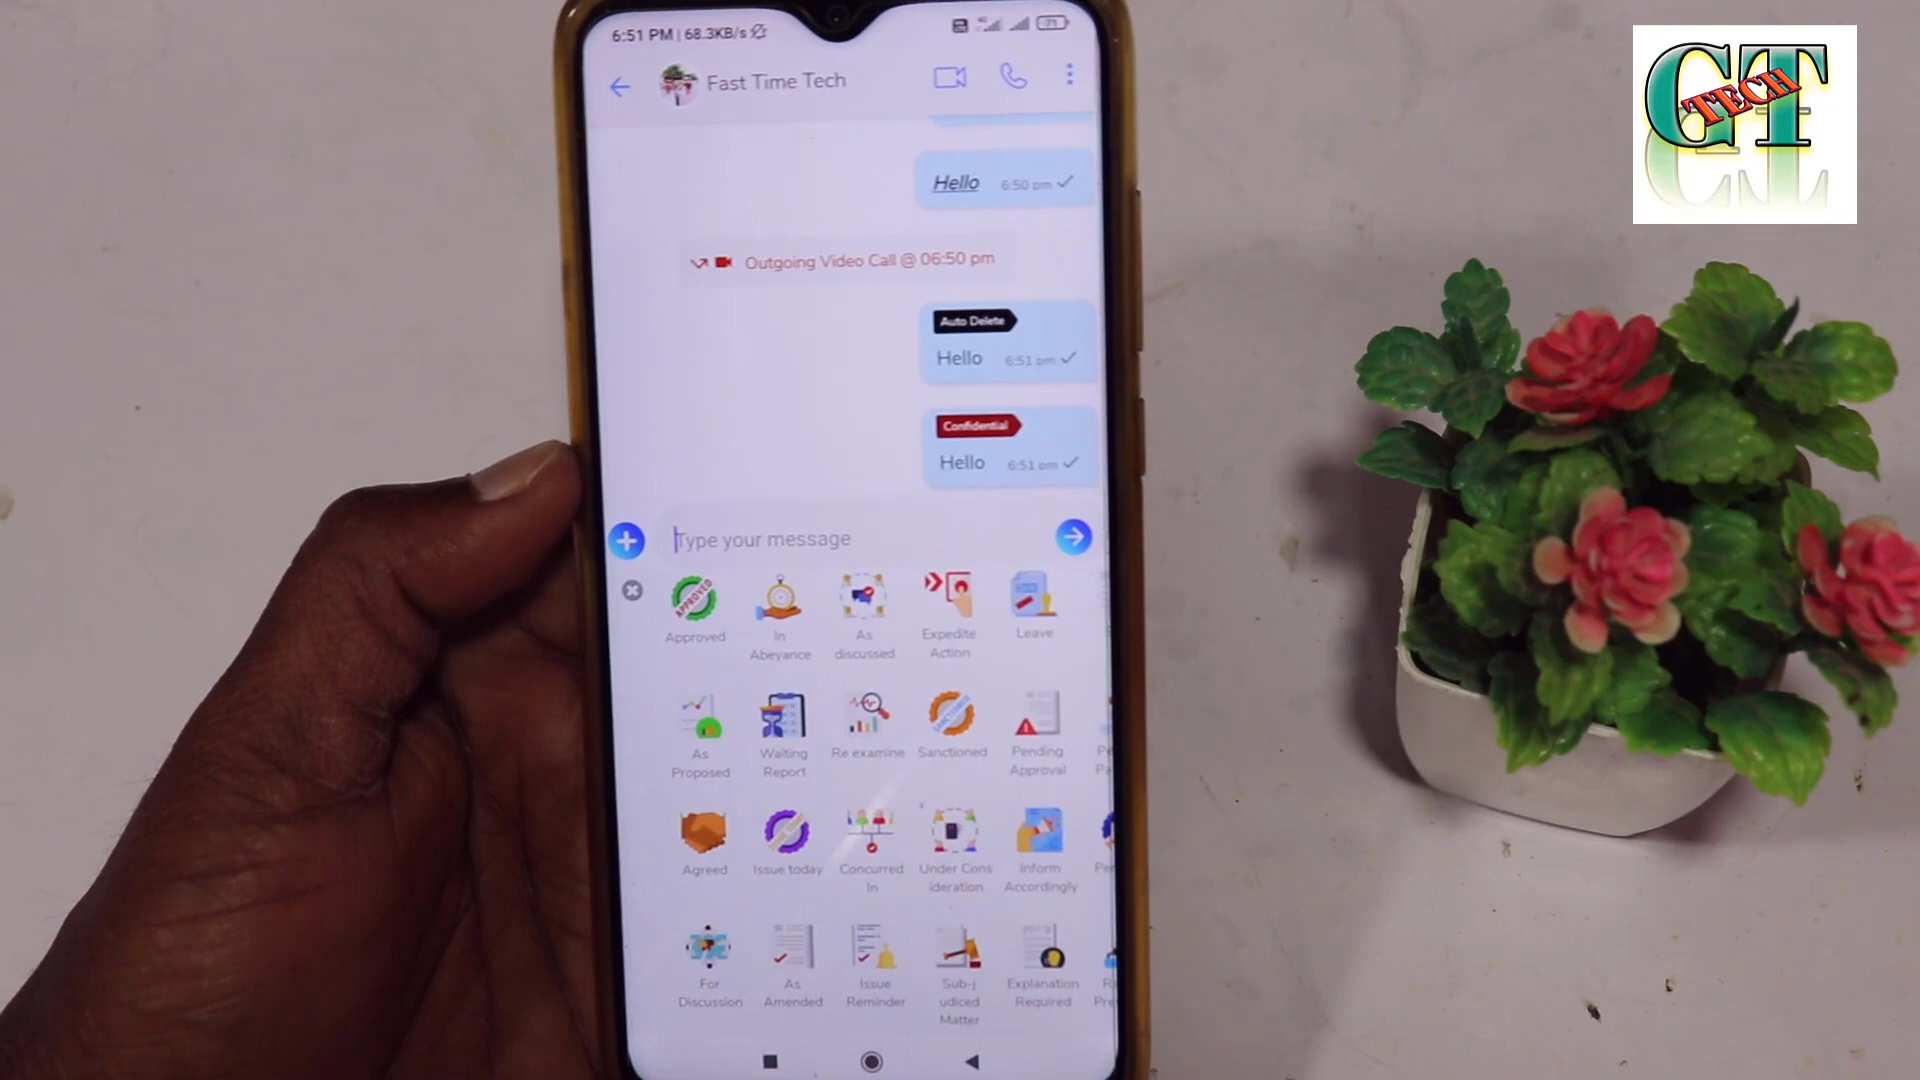 6:51 PM | 68.3KB/s
71
Fast Time Tech
Hello 6:50 pm
Outgoing Video Call @ 06:50 pm
Auto Delete
Hello 6:51 pm
Confidential
Hello 6:51 pm
Type your message
APPROVED
Approved
In
Abeyance
As
discussed
Expedite
Action
Leave
As
Proposed
Waiting
Report
Re examine
SANCTIONED
Sanctioned
Pending
Approval
Agreed
Issue today
Concurred
In
Under Cons
ideration
Inform
Accordingly
For
Discussion
As
Amended
Issue
Reminder
Sub-j
udiced
Matter
Explanation
Required
GT
TECH